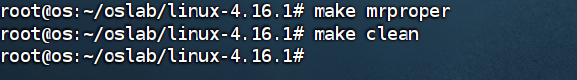 root@os:~/oslab/linux-4.16.1# make mrproper
root@os:~/oslab/linux-4.16.1# make clean
root@os:~/oslab/linux-4.16.1#